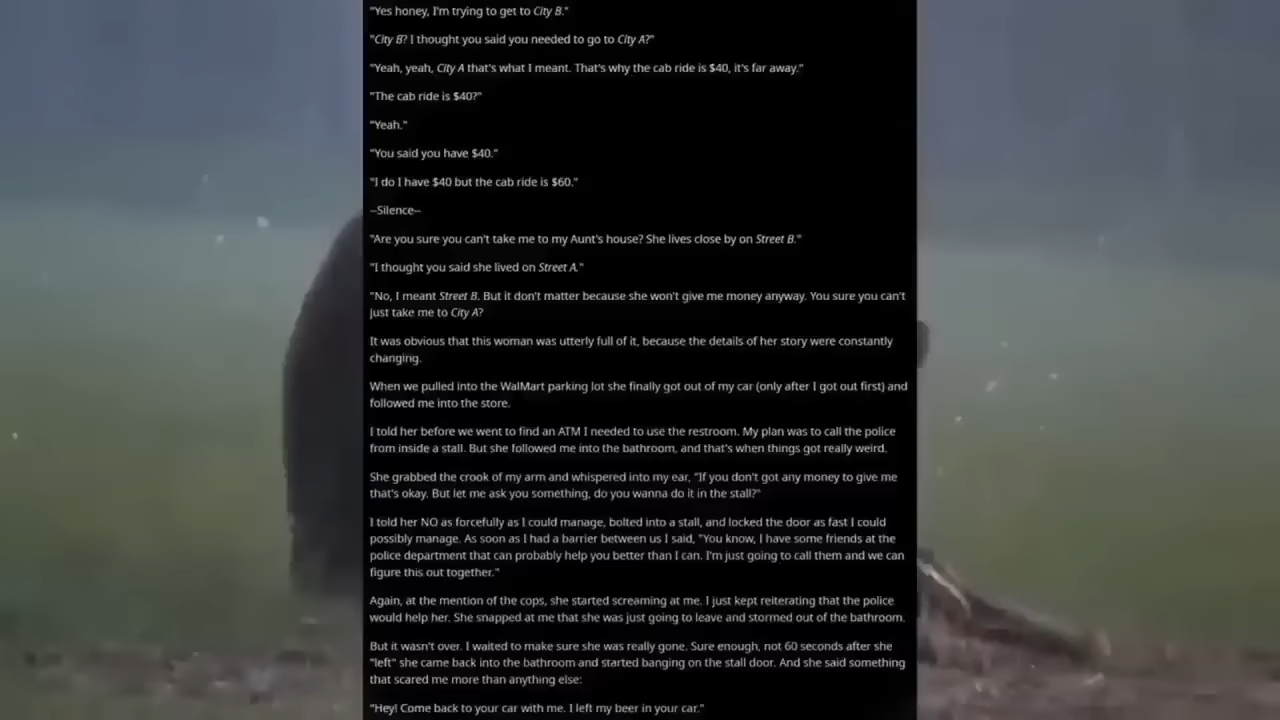 "Yes honey, I'm trying to get to City B."
"City B? I thought you said you needed to go to City A?"
"Yeah, yeah, City A that's what I meant. That's why the cab ride is $40, it's far away."
"The cab ride is $40?"
"Yeah."
"You said you have $40."
"I do I have $40 but the cab ride is $60."
--Silence--
"Are you sure you can't take me to my Aunt's house? She lives close by on Street B."
"I thought you said she lived on Street A."
"No, I meant Street B. But it don't matter because she won't give me money anyway. You sure you can't
just take me to City A?
It was obvious that this woman was utterly full of it, because the details of her story were constantly
changing.
When we pulled into the WalMart parking lot she finally got out of my car (only after I got out first) and
followed me into the store.
I told her before we went to find an ATM I needed to use the restroom. My plan was to call the police
from inside a stall. But she followed me into the bathroom, and that's when things got really weird.
She grabbed the crook of my arm and whispered into my ear, "If you don't got any money to give me
that's okay. But let me ask you something, do you wanna do it in the stall?"
I told her NO as forcefully as I could manage, bolted into a stall, and locked the door as fast I could
possibly manage. As soon as I had a barrier between us I said, "You know, I have some friends at the
police department that can probably help you better than I can. I'm just going to call them and we can
figure this out together."
Again, at the mention of the cops, she started screaming at me. I just kept reiterating that the police
would help her. She snapped at me that she was just going to leave and stormed out of the bathroom.
But it wasn't over. I waited to make sure she was really gone. Sure enough, not 60 seconds after she
"left" she came back into the bathroom and started banging on the stall door. And she said something
that scared me more than anything else:
"Hey! Come back to your car with me. I left my beer in your car."